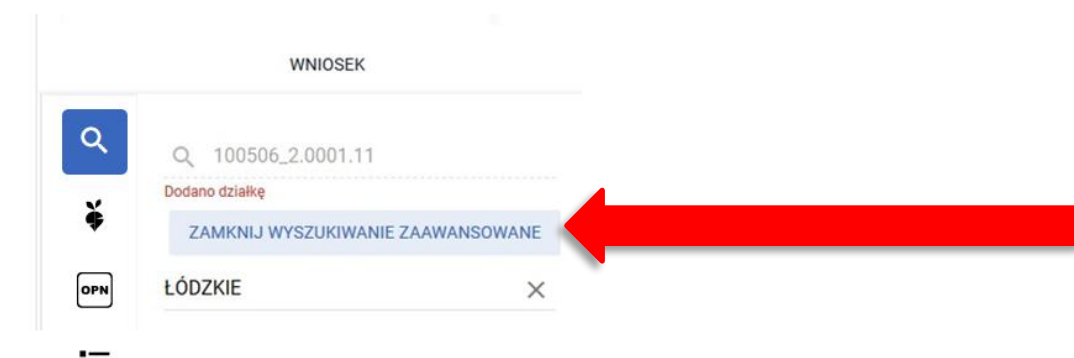 WNIOSEK
100506_2.0001.11
Dodano działkę
ZAMKNIJ WYSZUKIWANIE ZAAWANSOWANE
OPN
ŁÓDZKIE